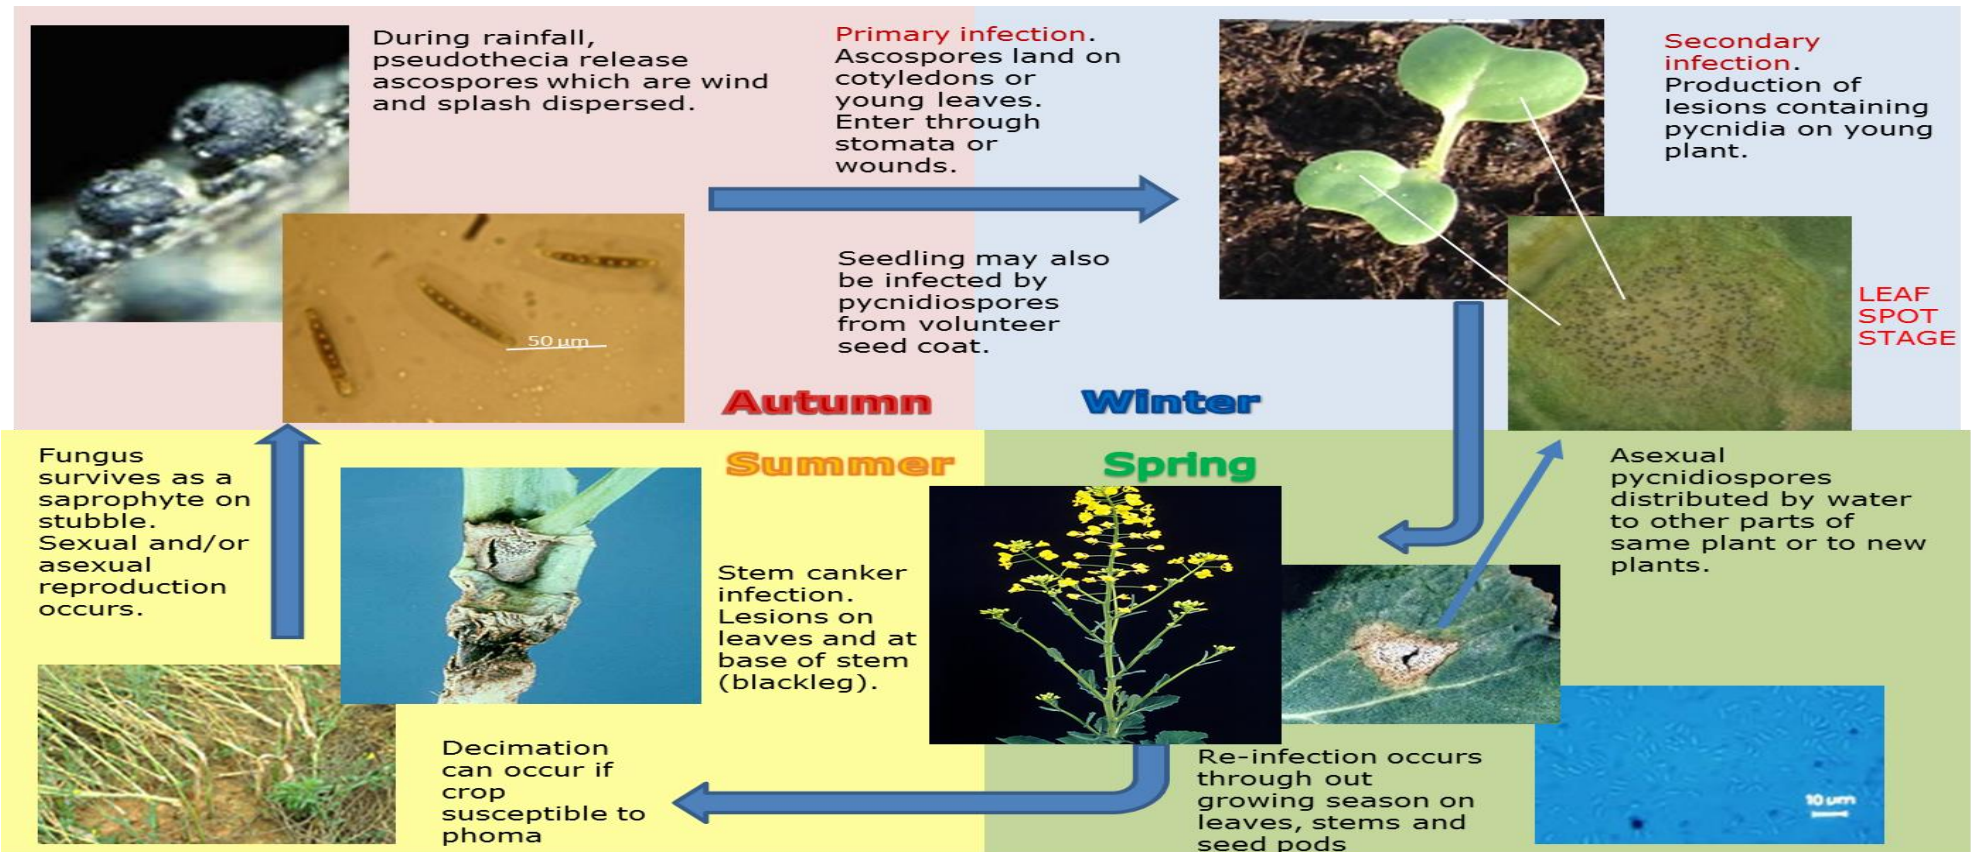 During rainfall,
pseudothecia release
ascospores which are wind
and splash dispersed.
50 µm
Primary infection.
Ascospores land on
cotyledons or
young leaves.
Enter through
stomata or
wounds.
Seedling may also
be infected by
pycnidiospores
from volunteer
seed coat.
Autumn
Winter
Secondary
infection.
Production of
lesions containing
pycnidia on young
plant.
LEAF
SPOT
STAGE
Fungus
survives as a
saprophyte on
stubble.
Sexual and/or
asexual
reproduction
occurs.
Summer
Spring
Stem canker
infection.
Lesions on
leaves and at
base of stem
(blackleg).
Decimation
can occur if
crop
susceptible to
phoma
Asexual
pycnidiospores
distributed by water
to other parts of
same plant or to new
plants.
Re-infection occurs
through out
growing season on
leaves, stems and
seed pods
10 µm